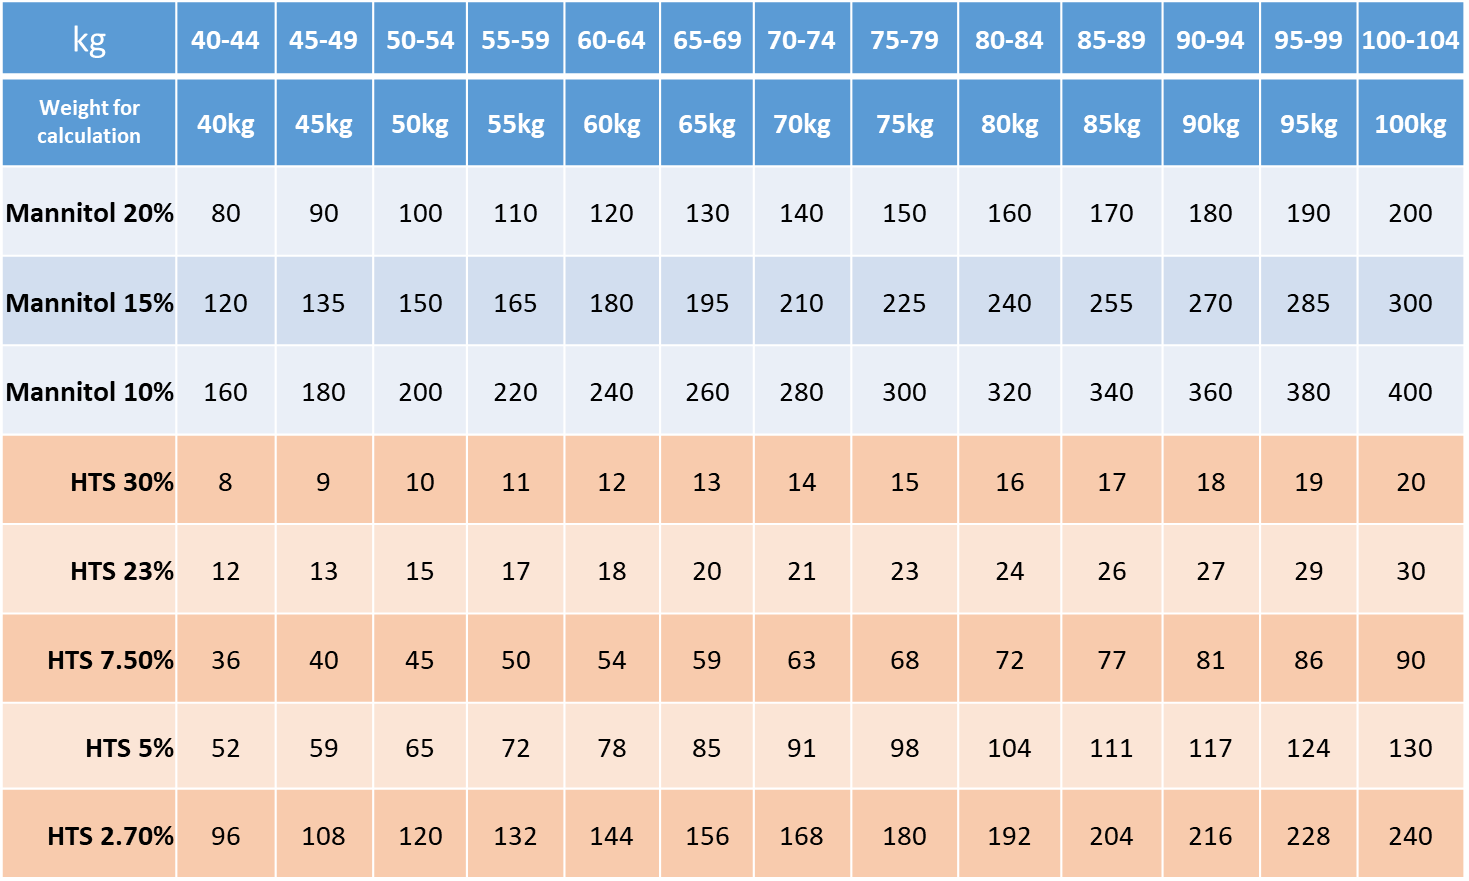 kg 40-44 45-49 50-54 55-59 60-64 65-69 70-74 75-79 80-84 85-89 90-94 95-99 100-104
Weight for
calculation 40kg 45kg 50kg 55kg 60kg 65kg 70kg 75kg 80kg 85kg 90kg 95kg 100kg
Mannitol 20% 80 90 100 110 120 130 140 150 160 170 180 190 200
Mannitol 15% 120 135 150 165 180 195 210 225 240 255 270 285 300
Mannitol 10% 160 180 200 220 240 260 280 300 320 340 360 380 400
HTS 30% 8 9 10 11 12 13 14 15 16 17 18 19 20
HTS 23% 12 13 15 17 18 20 21 23 24 26 27 29 30
HTS 7.50% 36 40 45 50 54 59 63 68 72 77 81 86 90
HTS 5% 52 59 65 72 78 85 91 98 104 111 117 124 130
HTS 2.70% 96 108 120 132 144 156 168 180 192 204 216 228 240